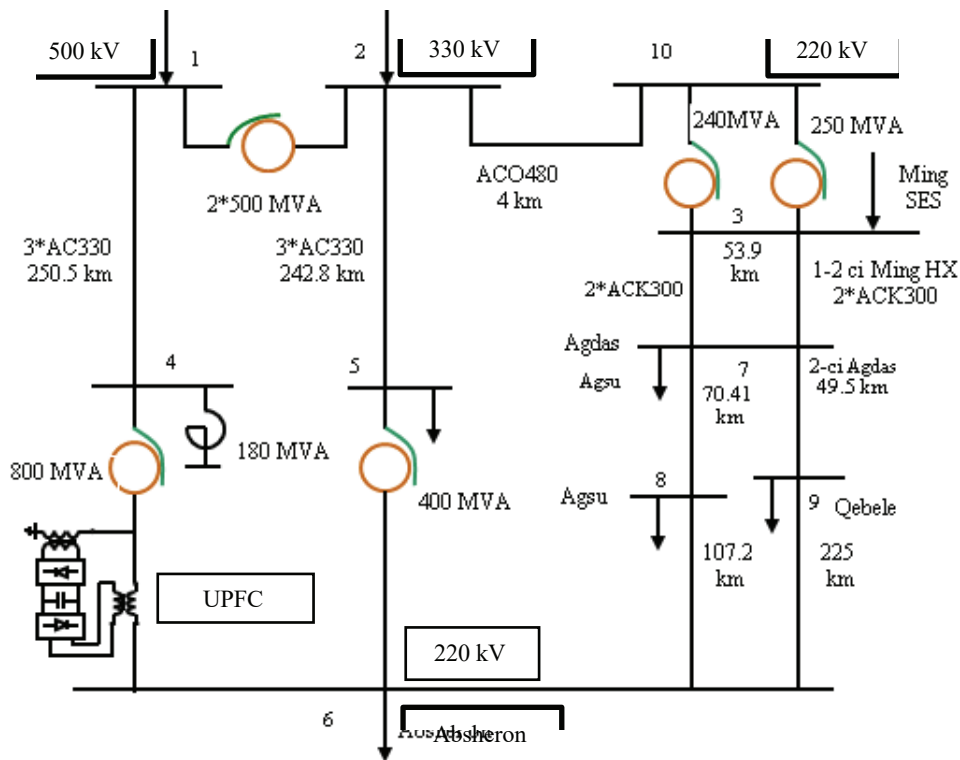 500 kV
1
2
330 kV
10
220 kV
240MVA
250 MVA
2*500 MVA
ACO480
4 km
Ming
SES
3
3*AC330
250.5 km
3*AC330
242.8 km
53.9
km
2*ACK300
1-2 ci Ming HX
2*ACK300
Agdas
4
5
Agsu
7
2-ci Agdas
49.5 km
70.41
km
800 MVA
180 MVA
400 MVA
Agsu
8
9
Qebele
107.2
km
225
km
UPFC
220 kV
6
Absheron